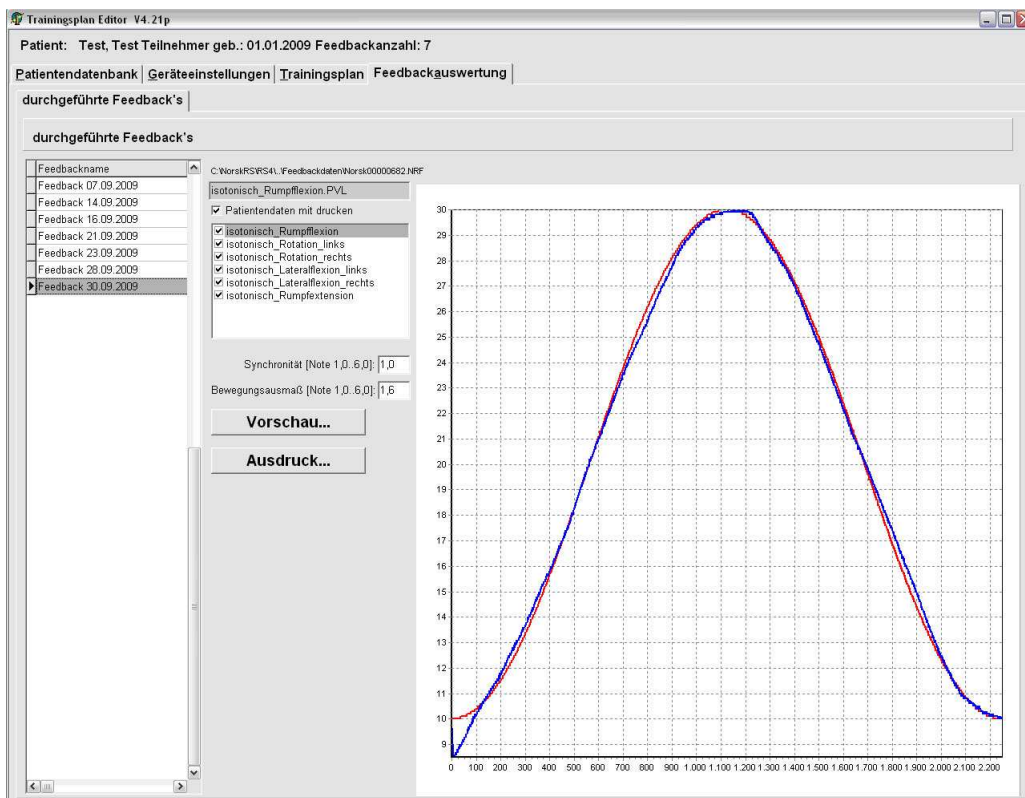 Trainingsplan Editor V4.21p
Patient: Test, Test Teilnehmer geb.: 01.01.2009 Feedbackanzahl: 7
Patientendatenbank Geräteeinstellungen Trainingsplan Feedbackauswertung
durchgeführte Feedback's
durchgeführte Feedback's
Feedbackname
Feedback 07.09.2009
Feedback 14.09.2009
Feedback 16.09.2009
Feedback 21.09.2009
Feedback 23.09.2009
Feedback 28.09.2009
Feedback 30.09.2009
C:\NorskRS\RS4\..\Feedbackdaten\Norsk00000682.NRF
isotonisch_Rumpfflexion.PVL
Patientendaten mit drucken
isotonisch_Rumpfflexion
isotonisch_Rotation_links
isotonisch_Rotation_rechts
isotonisch_Lateralflexion_links
isotonisch_Lateralflexion_rechts
isotonisch_Rumpfextension
Synchronität [Note 1,0..6,0]: 1,0
Bewegungsausmaß [Note 1,0..6,0]: 1,6
Vorschau...
Ausdruck...
30
29
28
27
26
25
24
23
22
21
20
19
18
17
16
15
14
13
12
11
10
9
0 100 200 300 400 500 600 700 800 900 1.000 1.100 1.200 1.300 1.400 1.500 1.600 1.700 1.800 1.900 2.000 2.100 2.200